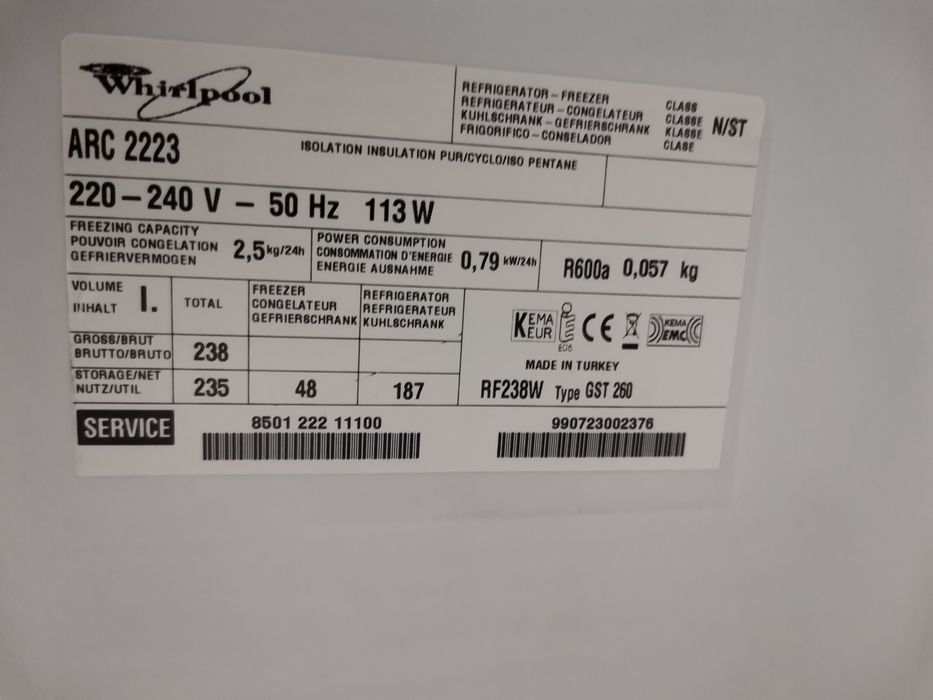 Whirlpool
REFRIGERATOR – FREEZER
REFRIGERATEUR – CONGELATEUR
KUHLSCHRANK – GEFRIERSCHRANK
FRIGORIFICO – CONSELADOR
CLASS
CLASSE
KLASSE
CLASE
N/ST
ARC 2223
ISOLATION INSULATION PUR/CYCLO/ISO PENTANE
220 – 240 V – 50 Hz 113 W
FREEZING CAPACITY
POUVOIR CONGELATION
GEFRIERVERMOGEN
2,5 kg/24h
POWER CONSUMPTION
CONSOMMATION D'ENERGIE
ENERGIE AUSNAHME
0,79 kW/24h
R600a 0,057 kg
VOLUME
INHALT
l.
TOTAL
FREEZER
CONGELATEUR
GEFRIERSCHRANK
REFRIGERATOR
REFRIGERATEUR
KUHLSCHRANK
GROSS/BRUT
BRUTTO/BRUTO
238
STORAGE/NET
NUTZ/UTIL
235
48
187
KEMA
EUR
CE
KEMA
EMC
MADE IN TURKEY
RF238W Type GST 260
SERVICE
8501 222 11100
990723002376